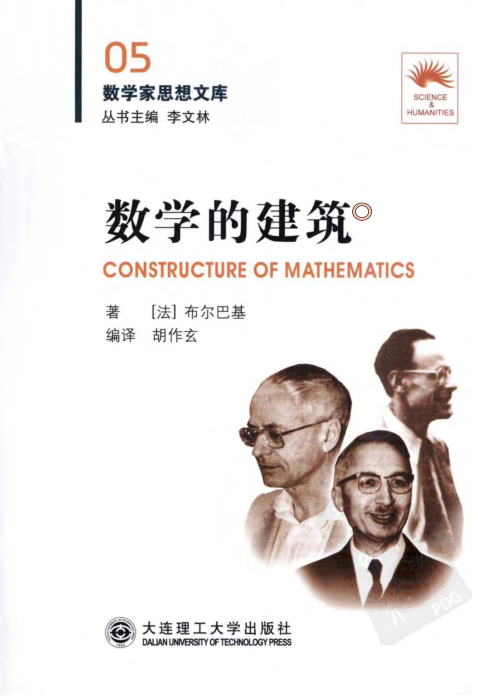 05
数学家思想文库
丛书主编 李文林
SCIENCE
&
HUMANITIES
数学的建筑
CONSTRUCTURE OF MATHEMATICS
著 [法] 布尔巴基
编译 胡作玄
大连理工大学出版社
DALIAN UNIVERSITY OF TECHNOLOGY PRESS
PDG